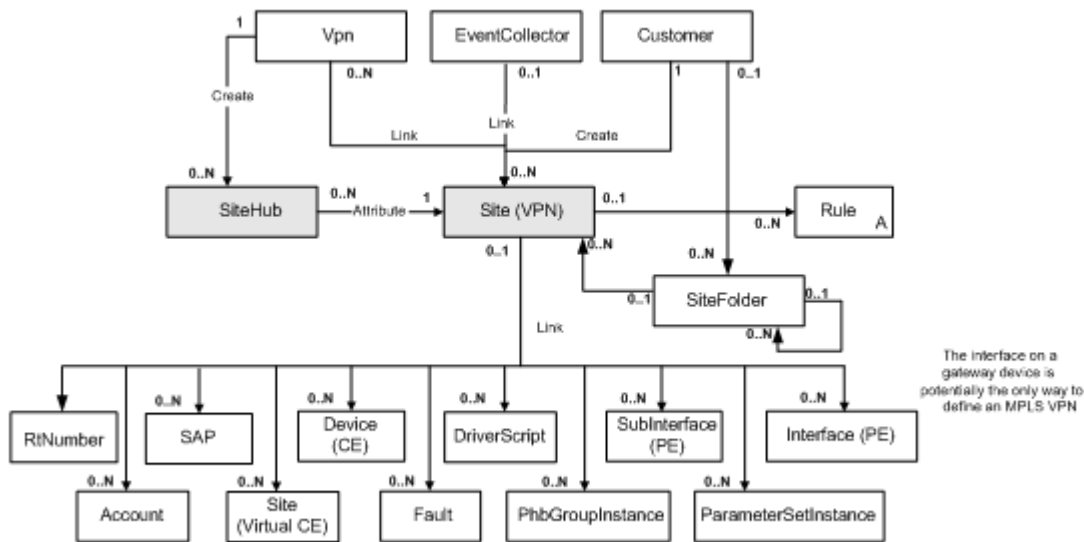 1
Vpn
EventCollector
Customer
0..N
0..1
1
0..1
Create
Link
Link
Create
0..N
0..N
0..N
SiteHub
Attribute
1
Site (VPN)
0..1
0..N
Rule
A
0..1
0..N
0..N
0..1
SiteFolder
0..1
0..N
Link
The interface on a
gateway device is
potentially the only way to
define an MPLS VPN
RtNumber
0..N
SAP
0..N
Device
(CE)
DriverScript
0..N
0..N
SubInterface
(PE)
0..N
Interface (PE)
0..N
Account
0..N
Site
(Virtual CE)
0..N
Fault
0..N
PhbGroupInstance
0..N
ParameterSetInstance